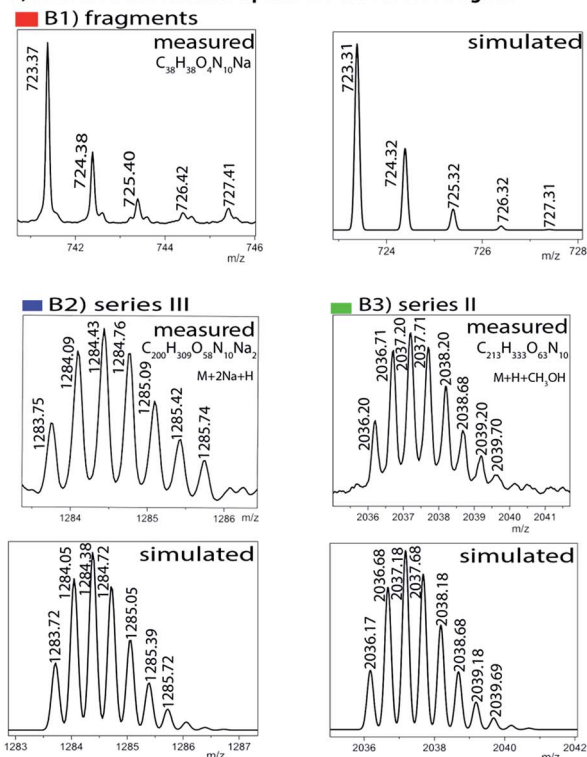 B1) fragments
measured
C38H38O4N10Na
723.37
724.38
725.40
726.42
727.41
742 744 746
m/z
simulated
723.31
724.32
725.32
726.32
727.31
724 726 728
m/z
B2) series III
measured
C200H309O58N10Na2
M+2Na+H
1283.75
1284.09
1284.43
1284.76
1285.09
1285.42
1285.74
1284 1285 1286 m/z
B3) series II
measured
C213H333O63N10
M+H+CH3OH
2036.20
2036.71
2037.20
2037.71
2038.20
2038.68
2039.20
2039.70
2036 2037 2038 2039 2040 2041
m/z
simulated
1283.72
1284.05
1284.38
1284.72
1285.05
1285.39
1285.72
1283 1284 1285 1286 1287
m/z
simulated
2036.17
2036.68
2037.18
2037.68
2038.18
2038.68
2039.18
2039.69
2036 2038 2040 2042
m/z